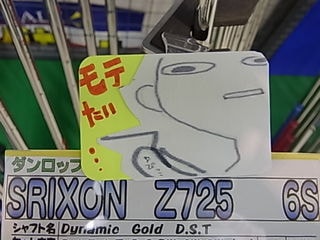 モテ
たい
...
ダンロップ
SRIXON Z725 6S
シャフト名 Dynamic Gold D.S.T